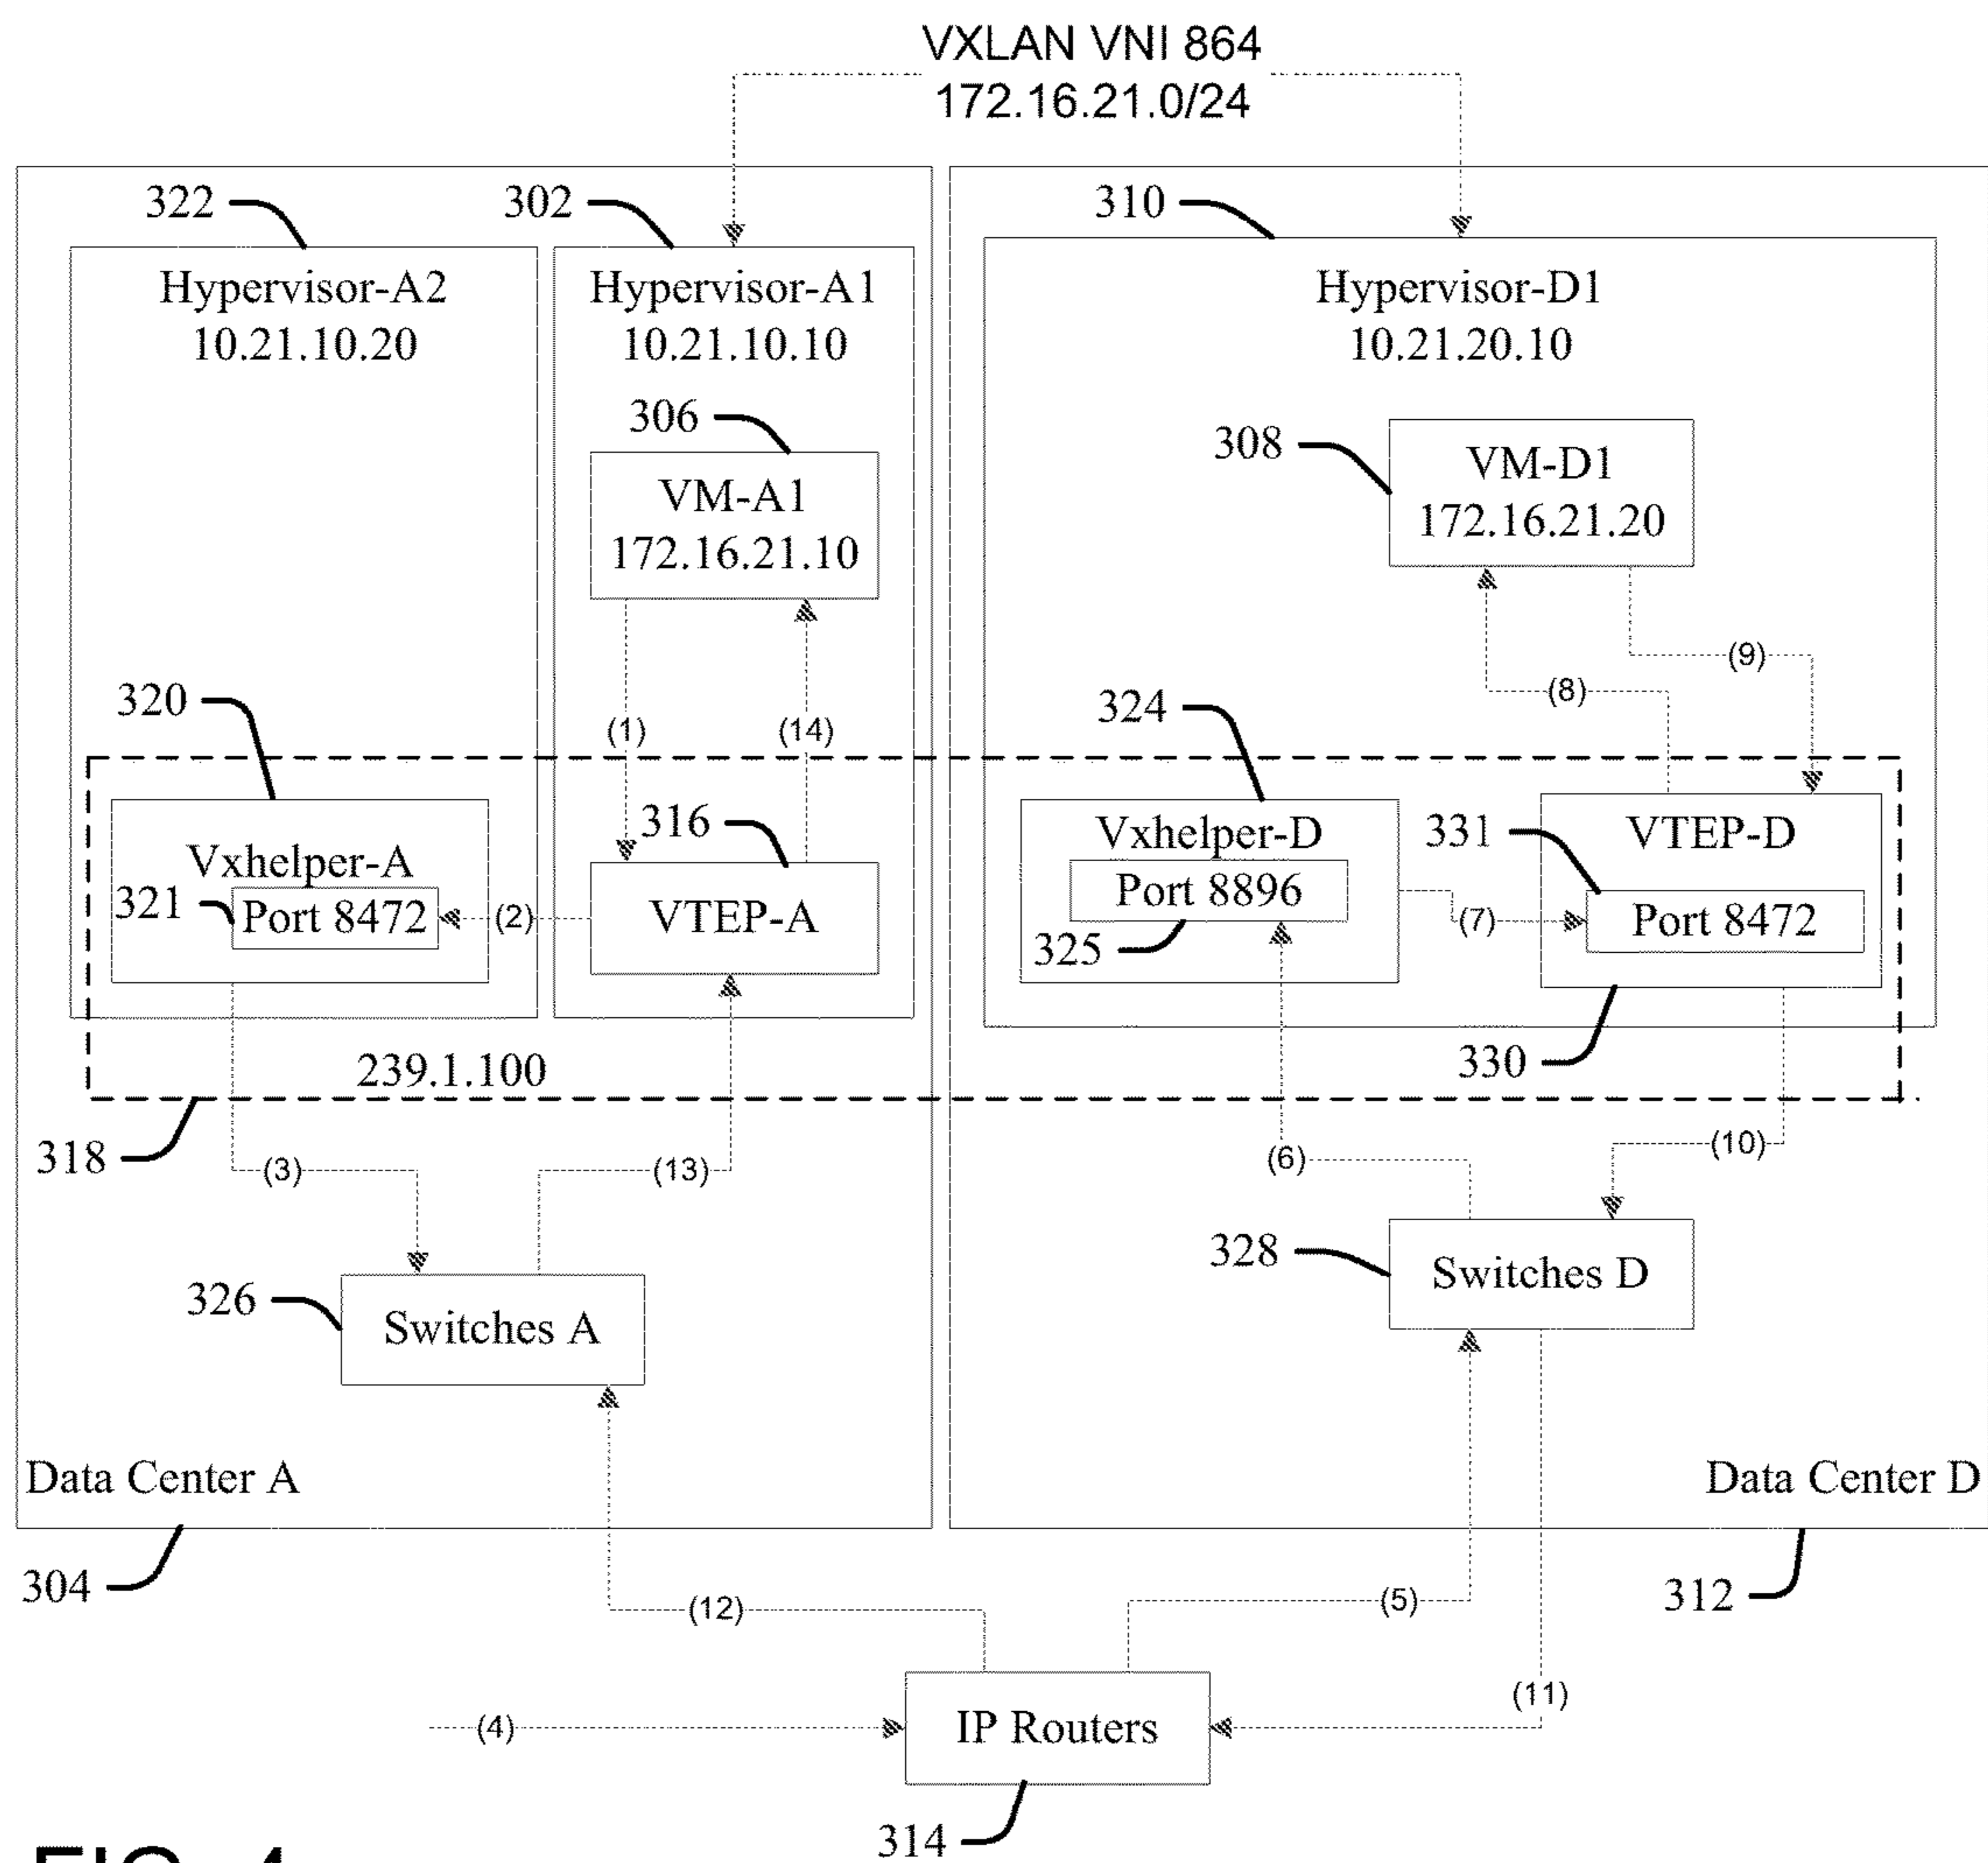 VXLAN VNI 864
172.16.21.0/24
322
302
310
Hypervisor-A2
10.21.10.20
Hypervisor-A1
10.21.10.10
Hypervisor-D1
10.21.20.10
306
VM-A1
172.16.21.10
308
VM-D1
172.16.21.20
(9)
(8)
320
(1)
(14)
324
Vxhelper-A
321
Port 8472
(2)
316
VTEP-A
Vxhelper-D
Port 8896
325
(7)
331
VTEP-D
Port 8472
239.1.100
330
318
(3)
(13)
(6)
(10)
326
Switches A
328
Switches D
Data Center A
Data Center D
304
312
(12)
(5)
(4)
IP Routers
(11)
314
FIG. 4